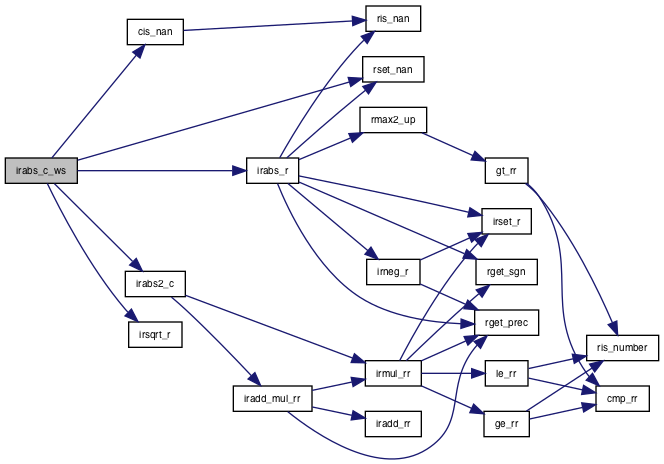 ris_nan
cis_nan
rset_nan
rmax2_up
irabs_c_ws
irabs_r
gt_rr
irset_r
irneg_r
rget_sgn
irabs2_c
rget_prec
irsqrt_r
ris_number
irmul_rr
le_rr
iradd_mul_rr
cmp_rr
iradd_rr
ge_rr